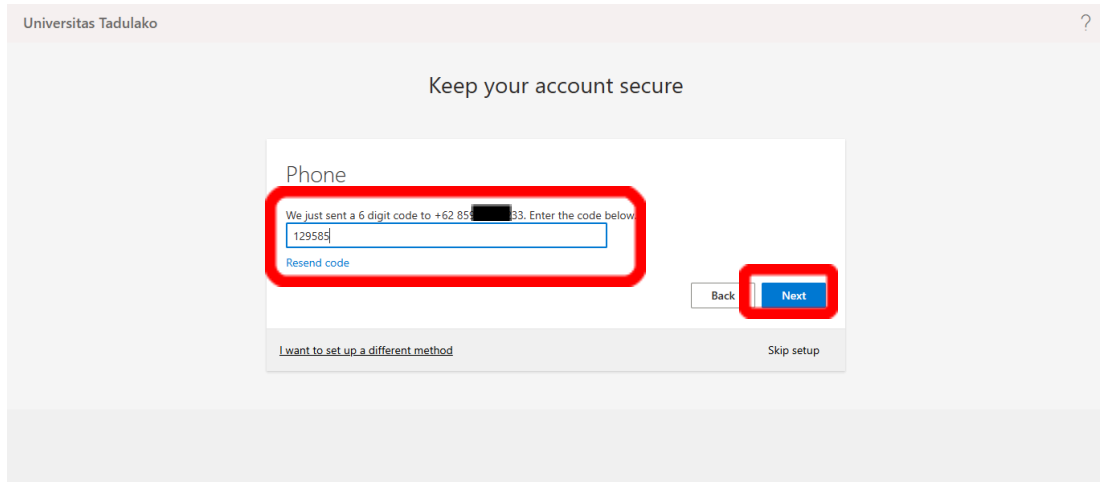 Universitas Tadulako
?
Keep your account secure
Phone
We just sent a 6 digit code to +62 859 33. Enter the code below.
129585
Resend code
Back
Next
I want to set up a different method
Skip setup